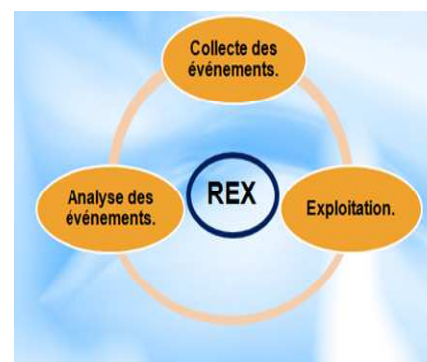 Collecte des
événements.
REX
Analyse des
événements.
Exploitation.